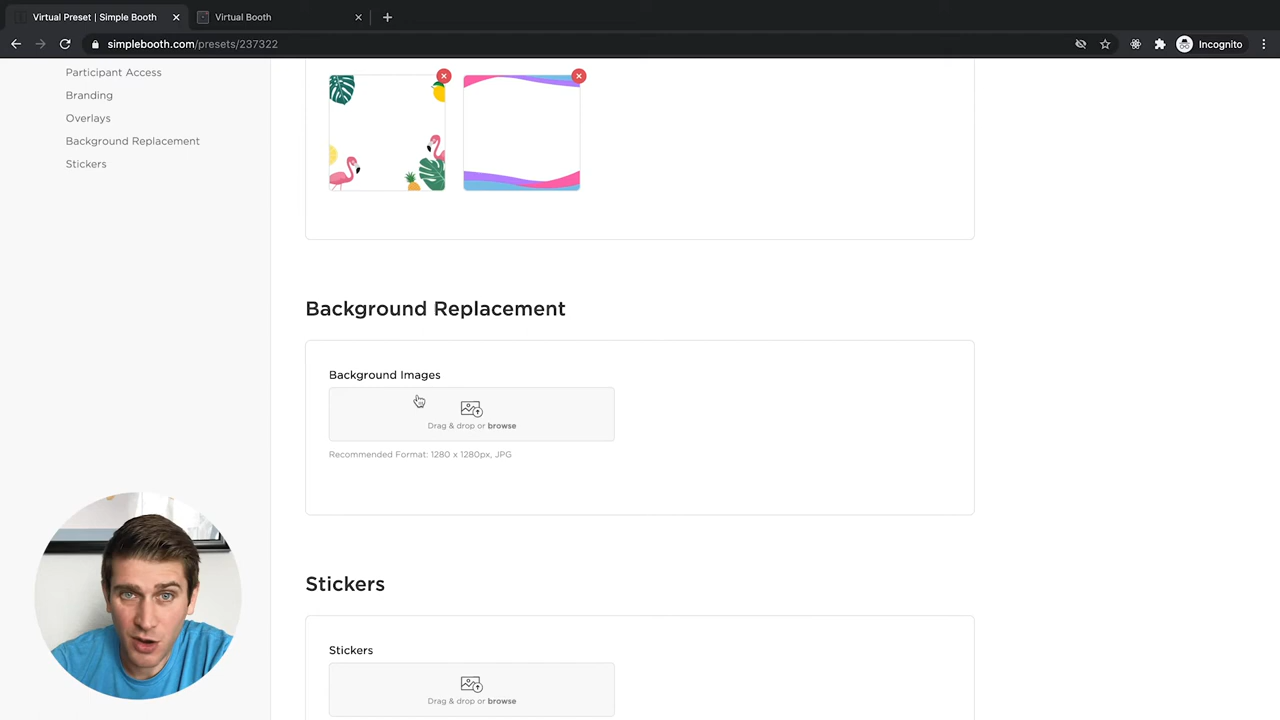 Virtual Preset | Simple Booth
Virtual Booth
simplebooth.com/presets/237322
Incognito
Participant Access
Branding
Overlays
Background Replacement
Stickers
Background Replacement
Background Images
Drag & drop or browse
Recommended Format: 1280 x 1280px, JPG
Stickers
Stickers
Drag & drop or browse